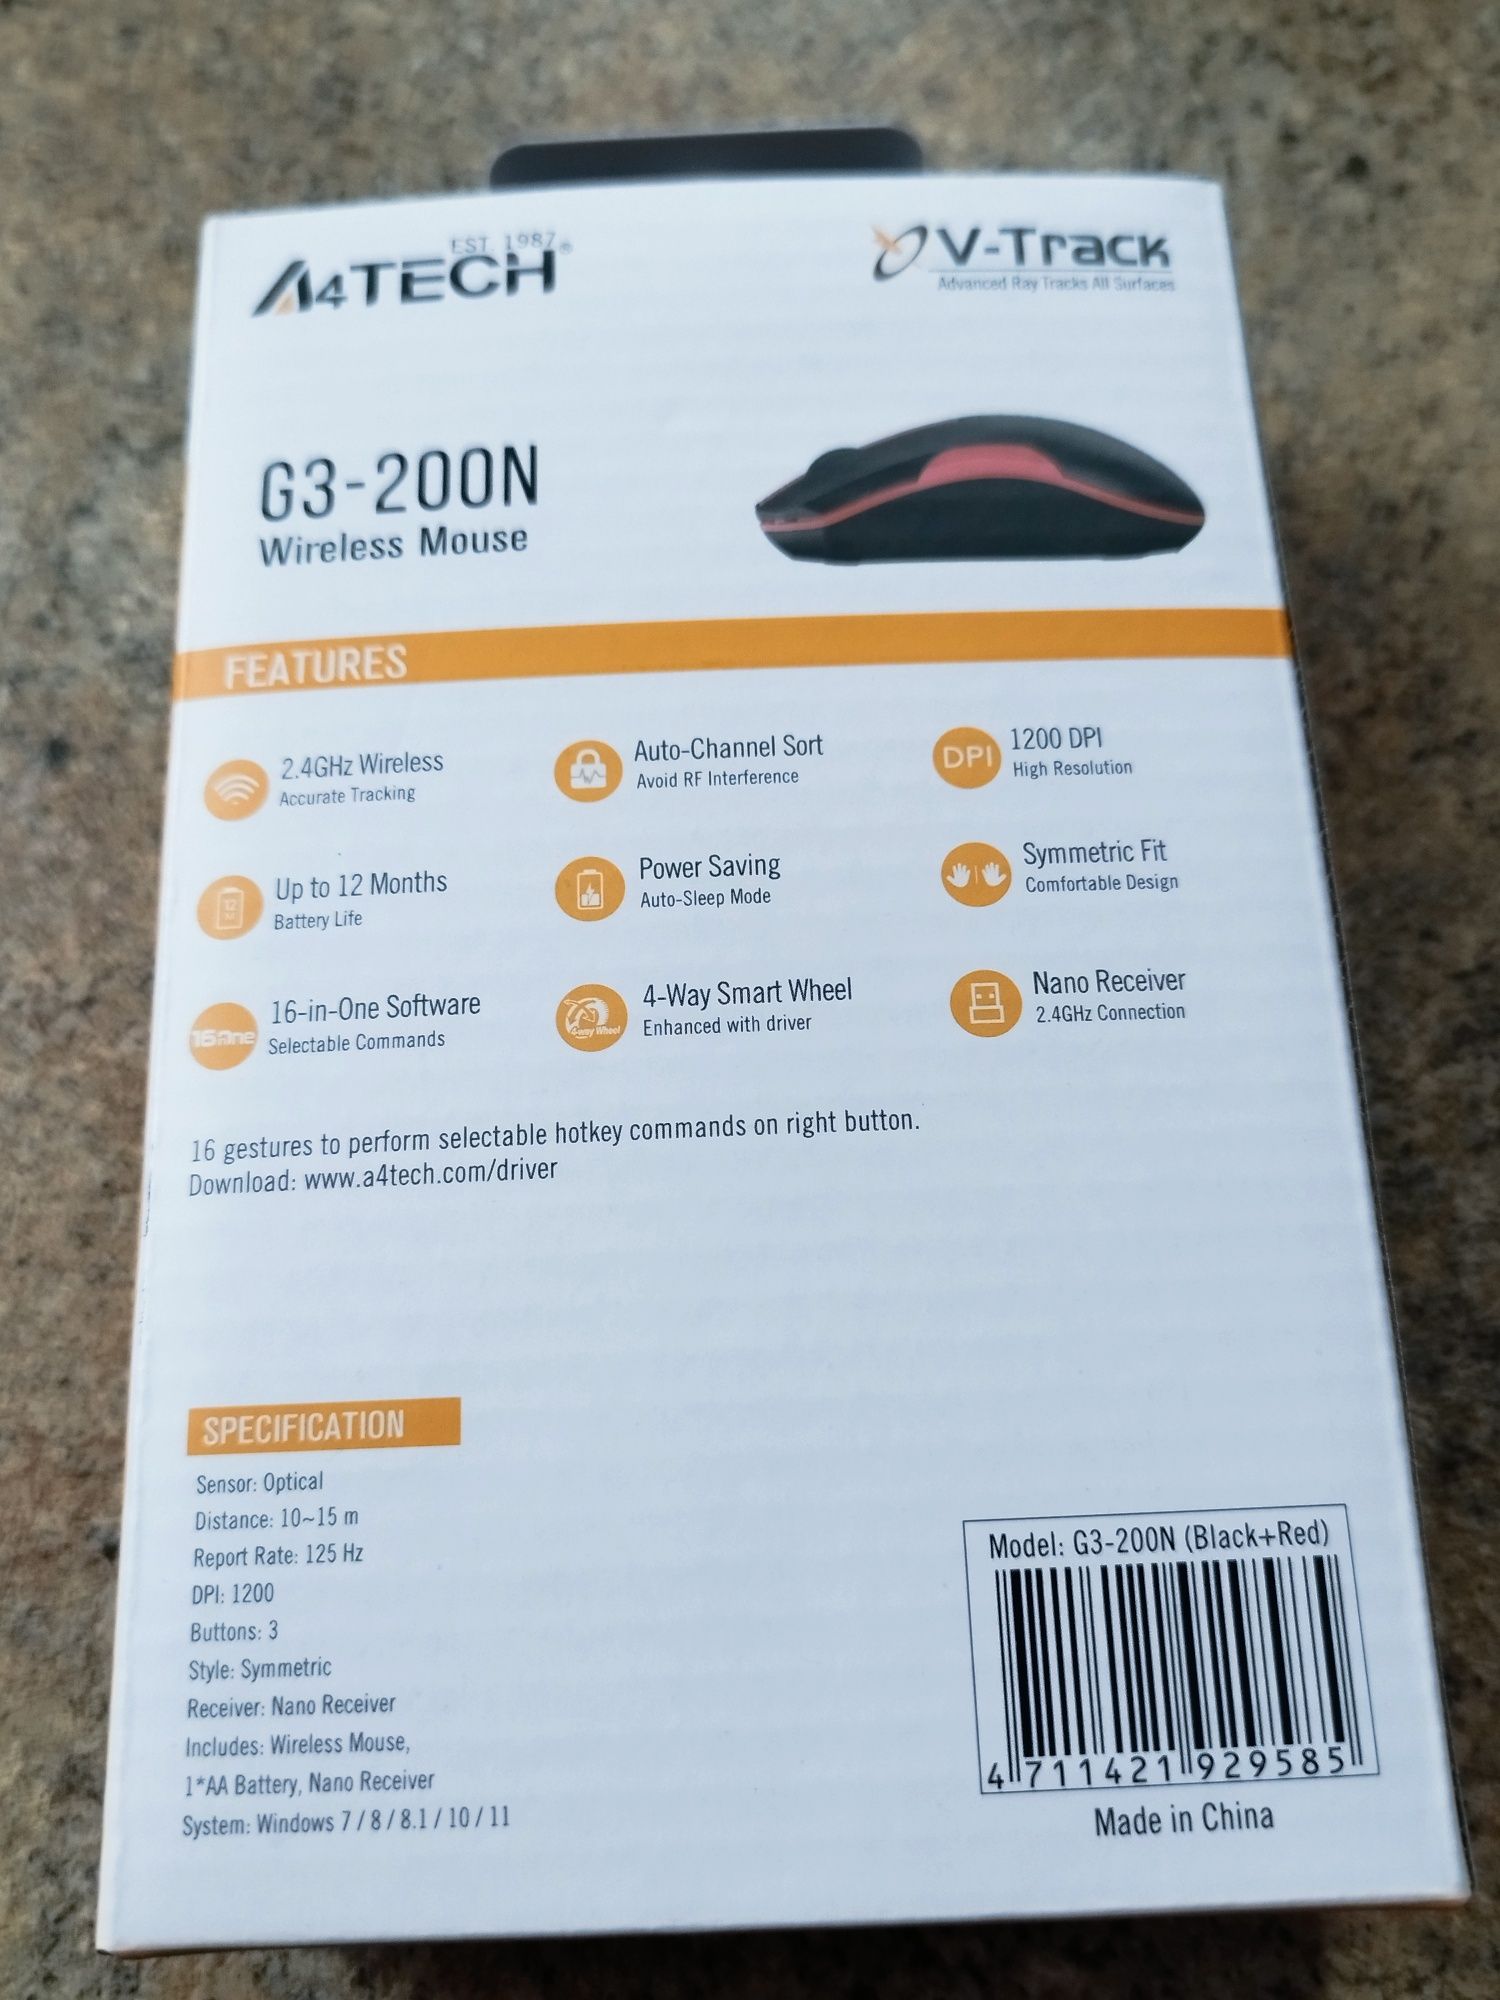 A4TECH EST. 1987 ®
V-Track
Advanced Ray Tracks All Surfaces
G3-200N
Wireless Mouse
FEATURES
2.4GHz Wireless
Accurate Tracking
Auto-Channel Sort
Avoid RF Interference
DPI
1200 DPI
High Resolution
12
M
Up to 12 Months
Battery Life
Power Saving
Auto-Sleep Mode
Symmetric Fit
Comfortable Design
16-in-One Software
Selectable Commands
4-way Wheel
4-Way Smart Wheel
Enhanced with driver
Nano Receiver
2.4GHz Connection
16 gestures to perform selectable hotkey commands on right button.
Download: www.a4tech.com/driver
SPECIFICATION
Sensor: Optical
Distance: 10~15 m
Report Rate: 125 Hz
DPI: 1200
Buttons: 3
Style: Symmetric
Receiver: Nano Receiver
Includes: Wireless Mouse,
1*AA Battery, Nano Receiver
System: Windows 7 / 8 / 8.1 / 10 / 11
Model: G3-200N (Black+Red)
4 711421 929585
Made in China